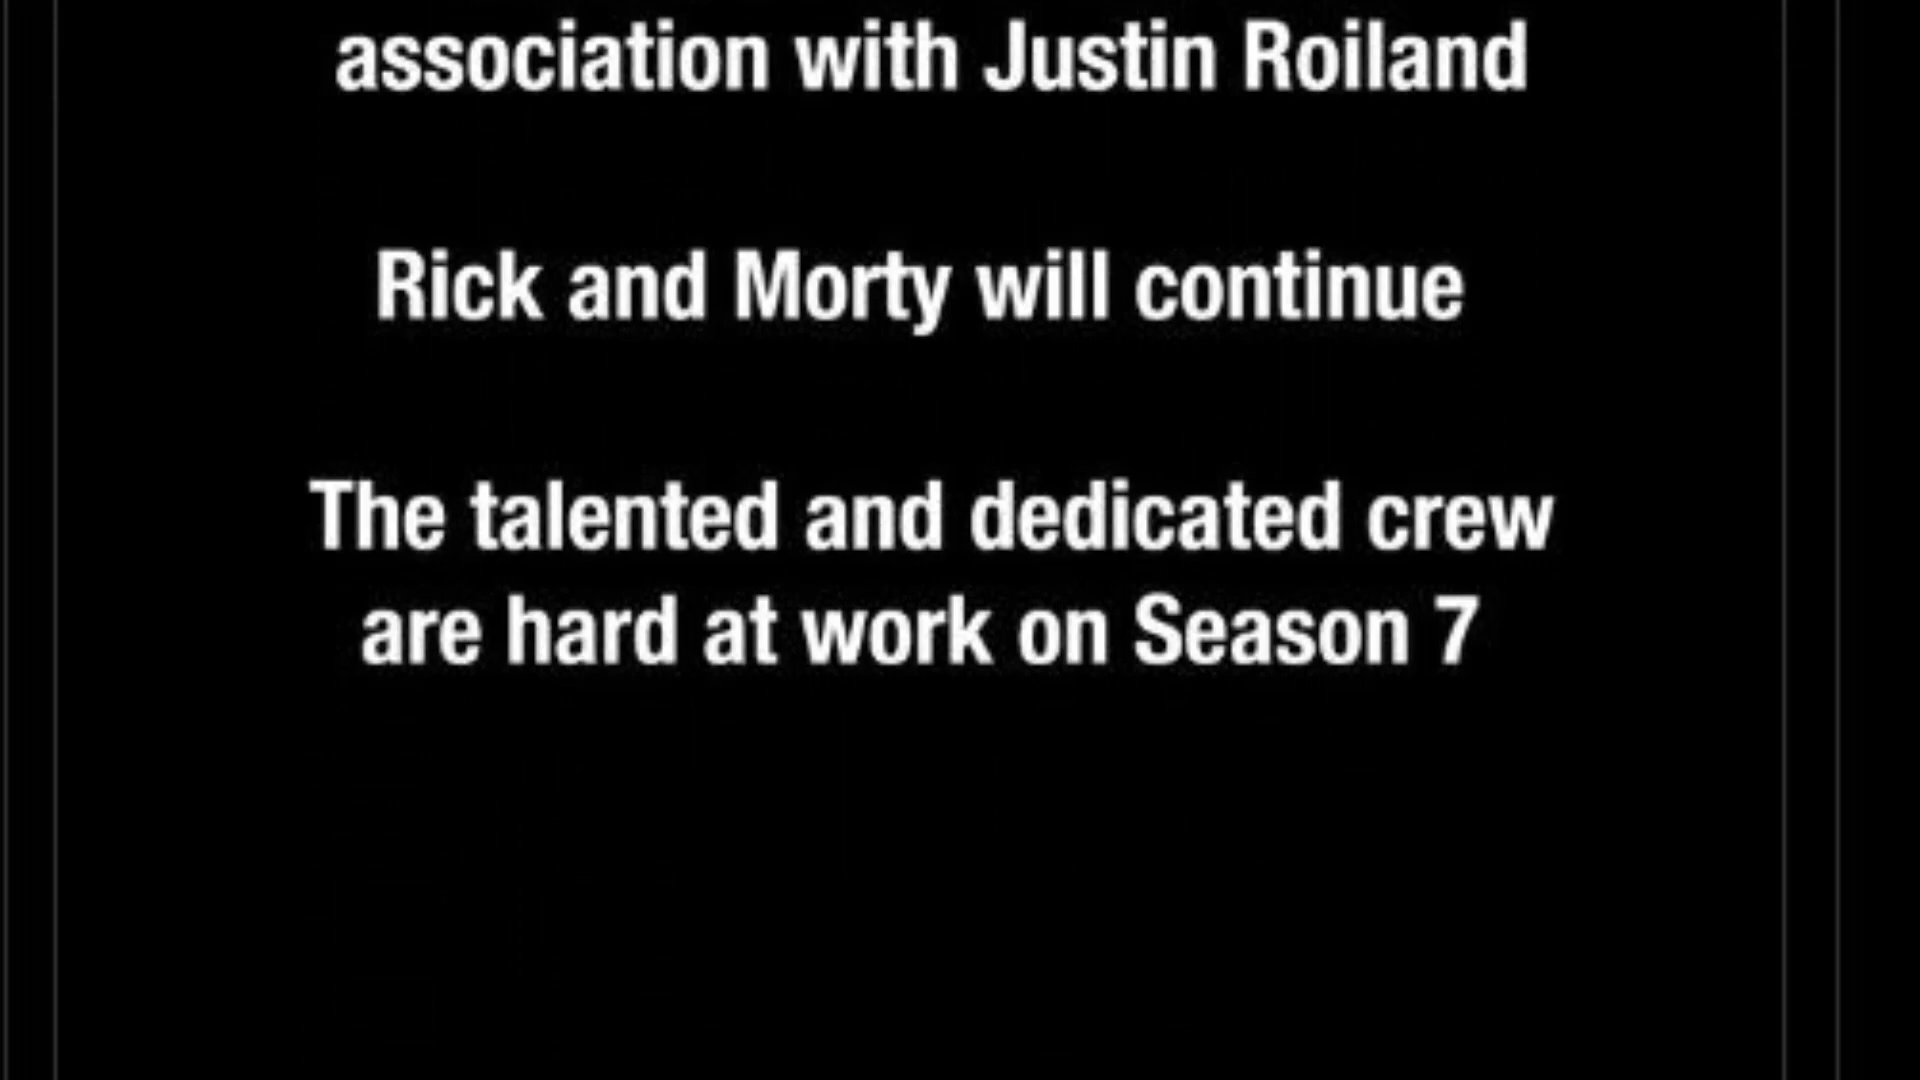 association with Justin Roiland
Rick and Morty will continue
The talented and dedicated crew
are hard at work on Season 7